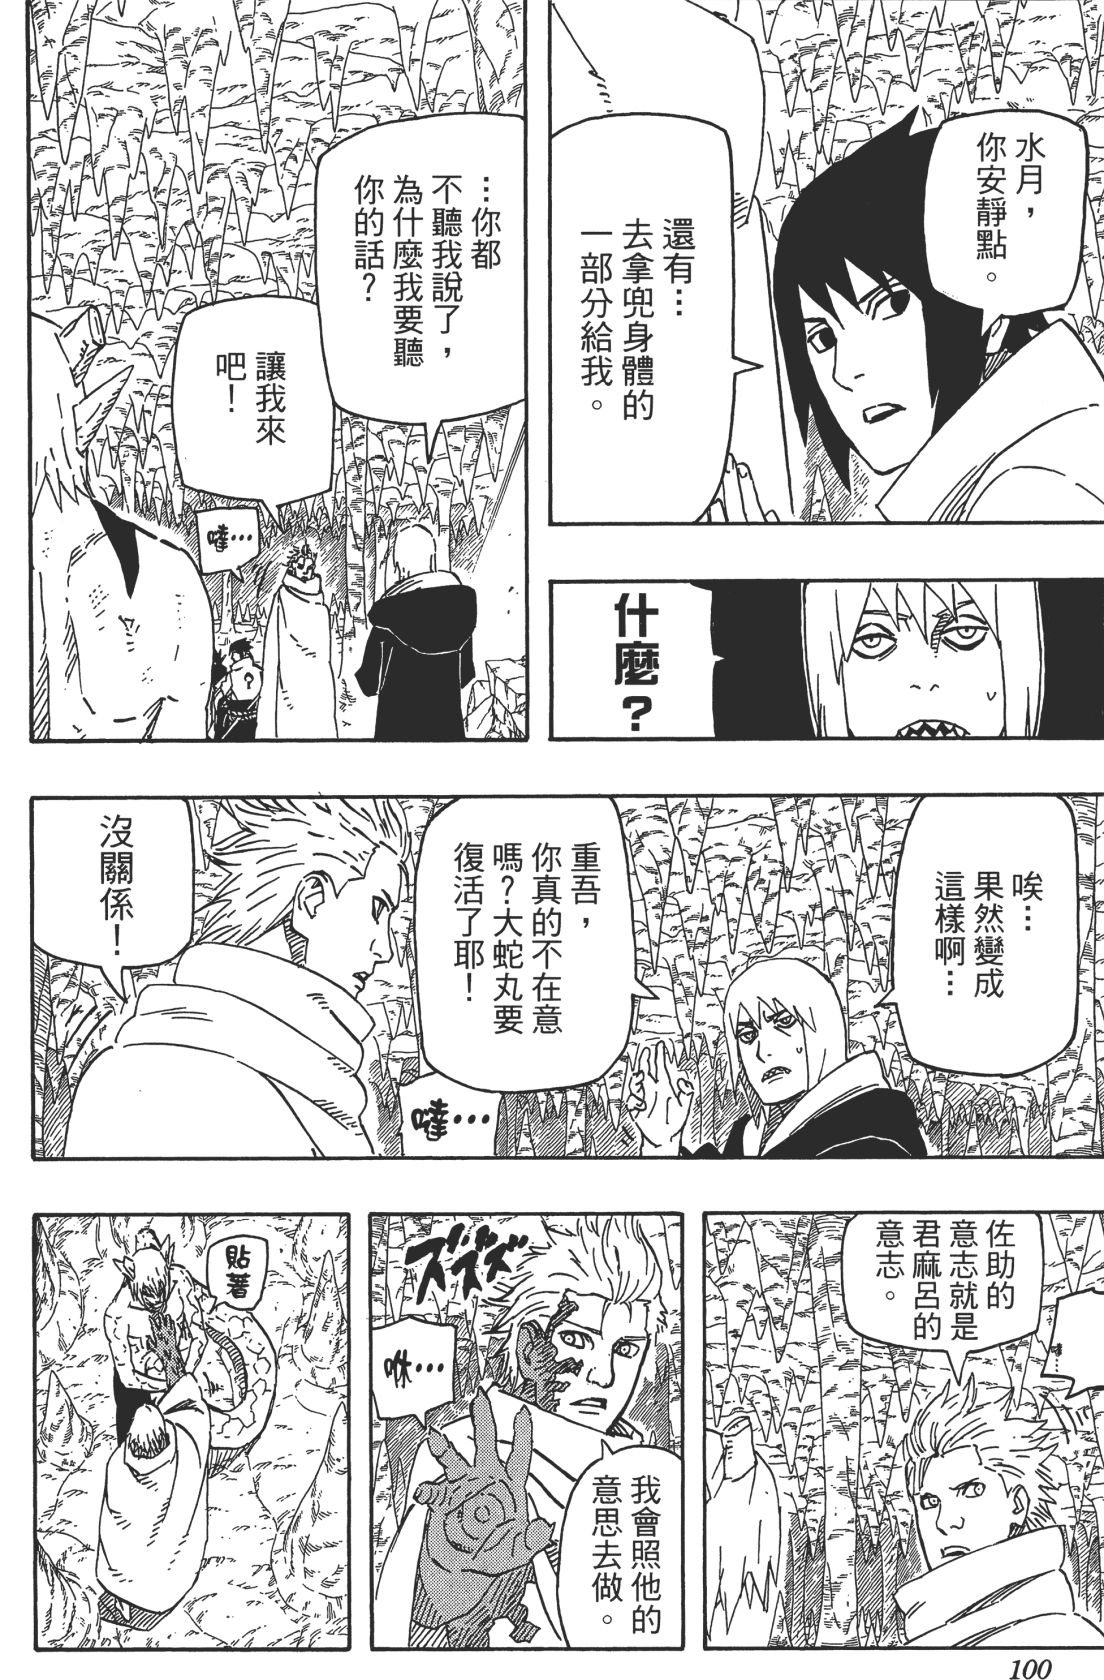 水月，
你安靜點。
還有…
去拿兜身體的
一部分給我。
…你都
不聽我說了，
為什麼我要聽
你的話？
讓我來
吧！
噠…
什麼？
唉…
果然變成
這樣啊…
重吾，
你真的不在意
嗎？大蛇丸要
復活了耶！
噠…
沒關係！
佐助的
意志就是
君麻呂的
意志。
ズズズ
咻…
我會照他的
意思去做。
貼著
100